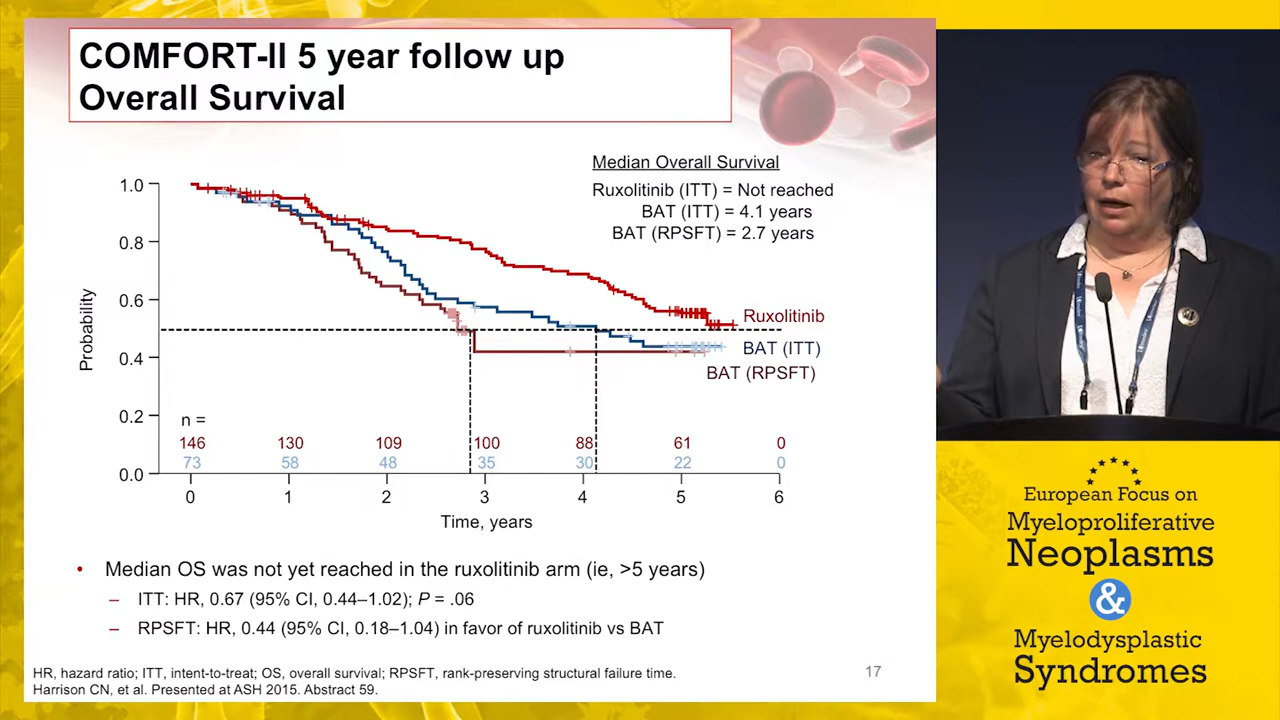 COMFORT-II 5 year follow up
Overall Survival
Median Overall Survival
Ruxolitinib (ITT) = Not reached
BAT (ITT) = 4.1 years
BAT (RPSFT) = 2.7 years
1.0
0.8
0.6
0.4
0.2
0.0
Probability
Ruxolitinib
BAT (ITT)
BAT (RPSFT)
n =
146 130 109 100 88 61 0
73 58 48 35 30 22 0
0 1 2 3 4 5 6
Time, years
• Median OS was not yet reached in the ruxolitinib arm (ie, >5 years)
– ITT: HR, 0.67 (95% CI, 0.44–1.02); P = .06
– RPSFT: HR, 0.44 (95% CI, 0.18–1.04) in favor of ruxolitinib vs BAT
HR, hazard ratio; ITT, intent-to-treat; OS, overall survival; RPSFT, rank-preserving structural failure time.
Harrison CN, et al. Presented at ASH 2015. Abstract 59.
17
European Focus on
Myeloproliferative
Neoplasms
&
Myelodysplastic
Syndromes